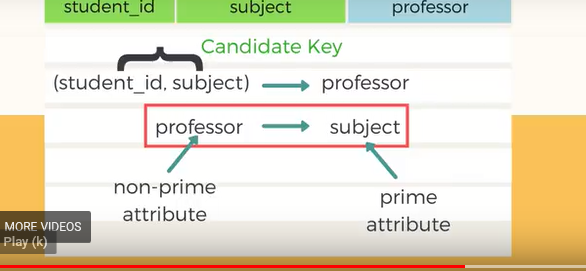 student_id subject professor
Candidate Key
(student_id, subject) professor
professor subject
non-prime
attribute
prime
attribute
MORE VIDEOS
Play (k)